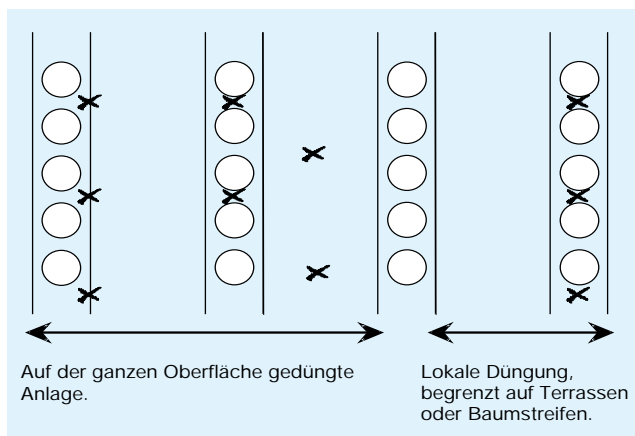 Auf der ganzen Oberfläche gedüngte
Anlage.
Lokale Düngung,
begrenzt auf Terrassen
oder Baumstreifen.